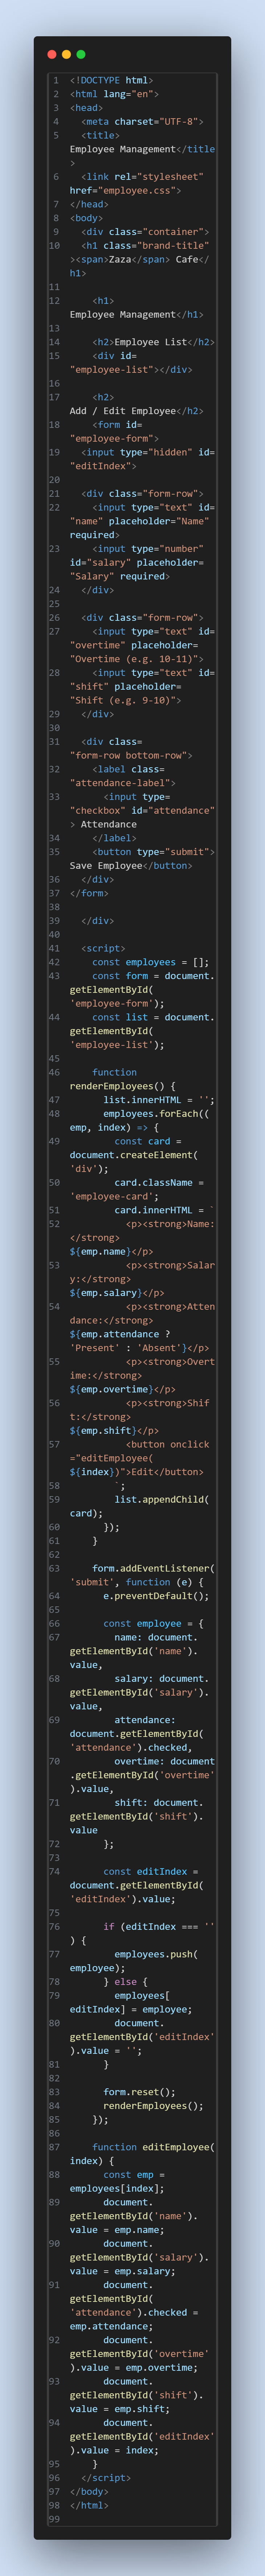 1 <!DOCTYPE html>
2 <html lang="en">
3 <head>
4 <meta charset="UTF-8">
5 <title>
Employee Management</title
>
6 <link rel="stylesheet"
href="employee.css">
7 </head>
8 <body>
9 <div class="container">
10 <h1 class="brand-title"
><span>Zaza</span> Cafe</
h1>
11
12 <h1>
Employee Management</h1>
13
14 <h2>Employee List</h2>
15 <div id=
"employee-list"></div>
16
17 <h2>
Add / Edit Employee</h2>
18 <form id=
"employee-form">
19 <input type="hidden" id=
"editIndex">
20
21 <div class="form-row">
22 <input type="text" id=
"name" placeholder="Name"
required>
23 <input type="number"
id="salary" placeholder=
"Salary" required>
24 </div>
25
26 <div class="form-row">
27 <input type="text" id=
"overtime" placeholder=
"Overtime (e.g. 10-11)">
28 <input type="text" id=
"shift" placeholder=
"Shift (e.g. 9-10)">
29 </div>
30
31 <div class=
"form-row bottom-row">
32 <label class=
"attendance-label">
33 <input type=
"checkbox" id="attendance"
> Attendance
34 </label>
35 <button type="submit">
Save Employee</button>
36 </div>
37 </form>
38
39 </div>
40
41 <script>
42 const employees = [];
43 const form = document.
getElementById(
'employee-form');
44 const list = document.
getElementById(
'employee-list');
45
46 function
renderEmployees() {
47 list.innerHTML = '';
48 employees.forEach((
emp, index) => {
49 const card =
document.createElement(
'div');
50 card.className =
'employee-card';
51 card.innerHTML = `
52 <p><strong>Name:
</strong>
${emp.name}</p>
53 <p><strong>Salar
y:</strong>
${emp.salary}</p>
54 <p><strong>Atten
dance:</strong>
${emp.attendance ?
'Present' : 'Absent'}</p>
55 <p><strong>Overt
ime:</strong>
${emp.overtime}</p>
56 <p><strong>Shif
t:</strong>
${emp.shift}</p>
57 <button onclick
="editEmployee(
${index})">Edit</button>
58 `;
59 list.appendChild(
card);
60 });
61 }
62
63 form.addEventListener(
'submit', function (e) {
64 e.preventDefault();
65
66 const employee = {
67 name: document.
getElementById('name').
value,
68 salary: document.
getElementById('salary').
value,
69 attendance:
document.getElementById(
'attendance').checked,
70 overtime: document
.getElementById('overtime'
).value,
71 shift: document.
getElementById('shift').
value
72 };
73
74 const editIndex =
document.getElementById(
'editIndex').value;
75
76 if (editIndex === ''
) {
77 employees.push(
employee);
78 } else {
79 employees[
editIndex] = employee;
80 document.
getElementById('editIndex'
).value = '';
81 }
82
83 form.reset();
84 renderEmployees();
85 });
86
87 function editEmployee(
index) {
88 const emp =
employees[index];
89 document.
getElementById('name').
value = emp.name;
90 document.
getElementById('salary').
value = emp.salary;
91 document.
getElementById(
'attendance').checked =
emp.attendance;
92 document.
getElementById('overtime'
).value = emp.overtime;
93 document.
getElementById('shift').
value = emp.shift;
94 document.
getElementById('editIndex'
).value = index;
95 }
96 </script>
97 </body>
98 </html>
99